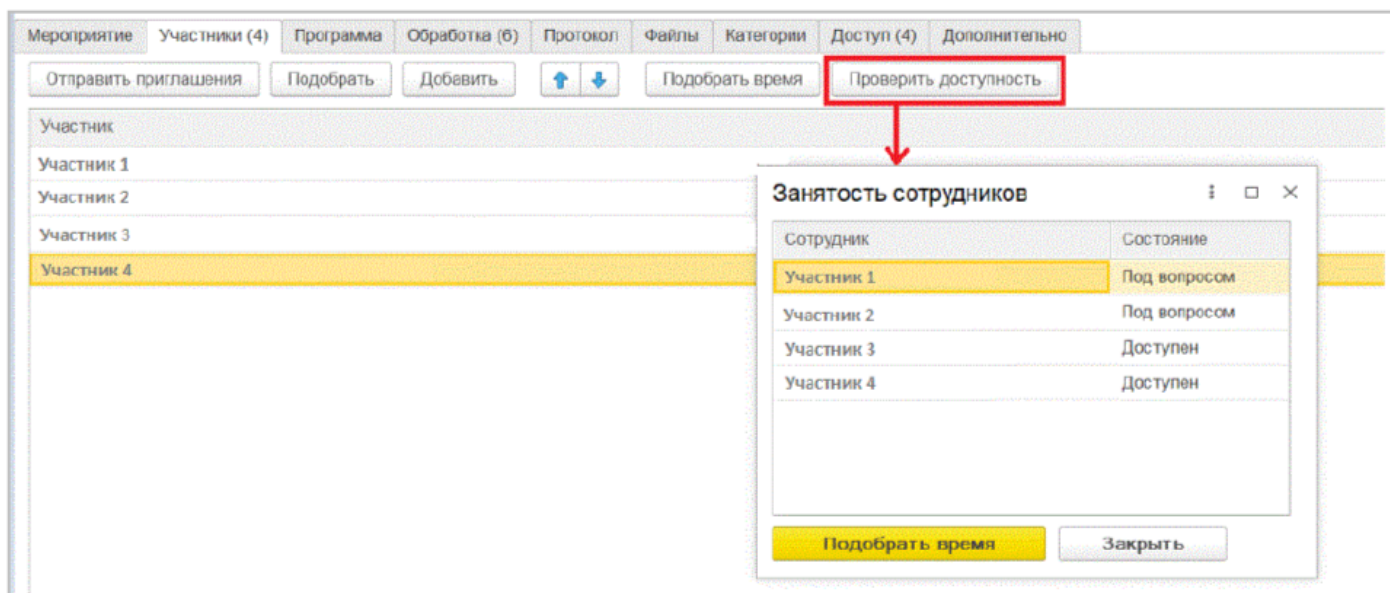 Мероприятие Участники (4) Программа Обработка (6) Протокол Файлы Категории Доступ (4) Дополнительно
Отправить приглашения Подобрать Добавить Подобрать время Проверить доступность
Участник
Участник 1
Участник 2
Участник 3
Участник 4
Занятость сотрудников
Сотрудник Состояние
Участник 1 Под вопросом
Участник 2 Под вопросом
Участник 3 Доступен
Участник 4 Доступен
Подобрать время Закрыть